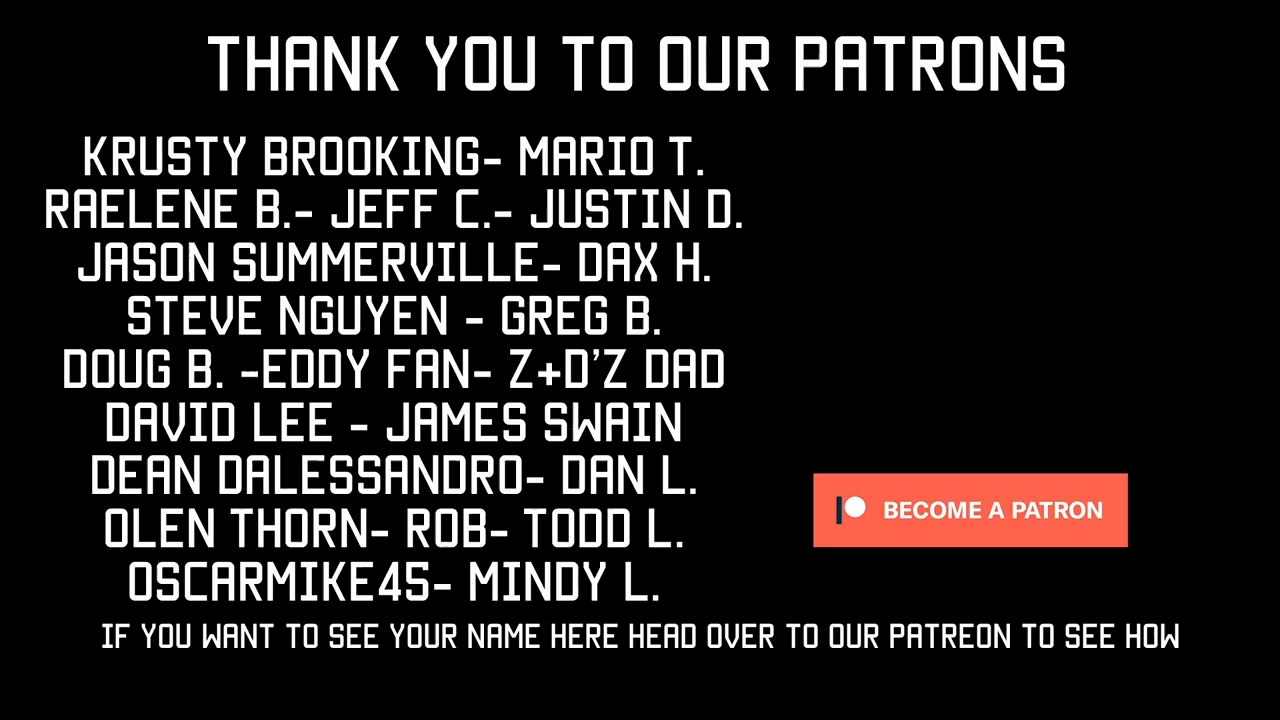 THANK YOU TO OUR PATRONS
KRUSTY BROOKING- MARIO T.
RAELENE B.- JEFF C.- JUSTIN D.
JASON SUMMERVILLE- DAX H.
STEVE NGUYEN - GREG B.
DOUG B. -EDDY FAN- Z+D'Z DAD
DAVID LEE - JAMES SWAIN
DEAN DALESSANDRO- DAN L.
OLEN THORN- ROB- TODD L.
OSCARMIKE45- MINDY L.
BECOME A PATRON
IF YOU WANT TO SEE YOUR NAME HERE HEAD OVER TO OUR PATREON TO SEE HOW